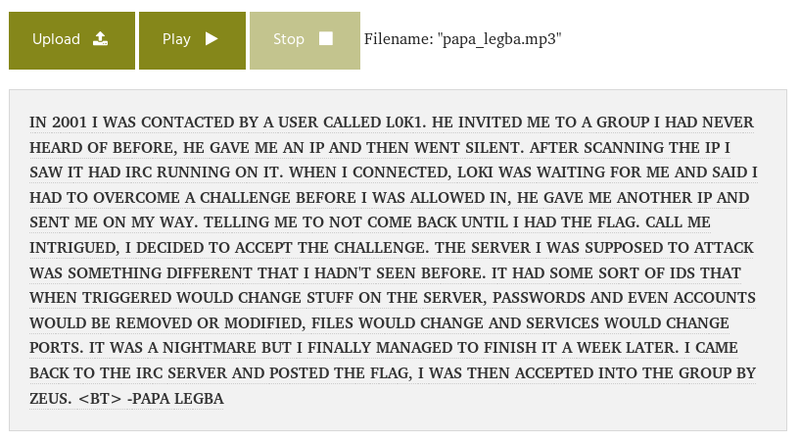 Upload Play Stop Filename: "papa_legba.mp3"
IN 2001 I WAS CONTACTED BY A USER CALLED L0K1. HE INVITED ME TO A GROUP I HAD NEVER
HEARD OF BEFORE, HE GAVE ME AN IP AND THEN WENT SILENT. AFTER SCANNING THE IP I
SAW IT HAD IRC RUNNING ON IT. WHEN I CONNECTED, LOKI WAS WAITING FOR ME AND SAID I
HAD TO OVERCOME A CHALLENGE BEFORE I WAS ALLOWED IN, HE GAVE ME ANOTHER IP AND
SENT ME ON MY WAY. TELLING ME TO NOT COME BACK UNTIL I HAD THE FLAG. CALL ME
INTRIGUED, I DECIDED TO ACCEPT THE CHALLENGE. THE SERVER I WAS SUPPOSED TO ATTACK
WAS SOMETHING DIFFERENT THAT I HADN'T SEEN BEFORE. IT HAD SOME SORT OF IDS THAT
WHEN TRIGGERED WOULD CHANGE STUFF ON THE SERVER, PASSWORDS AND EVEN ACCOUNTS
WOULD BE REMOVED OR MODIFIED, FILES WOULD CHANGE AND SERVICES WOULD CHANGE
PORTS. IT WAS A NIGHTMARE BUT I FINALLY MANAGED TO FINISH IT A WEEK LATER. I CAME
BACK TO THE IRC SERVER AND POSTED THE FLAG, I WAS THEN ACCEPTED INTO THE GROUP BY
ZEUS. <BT> -PAPA LEGBA